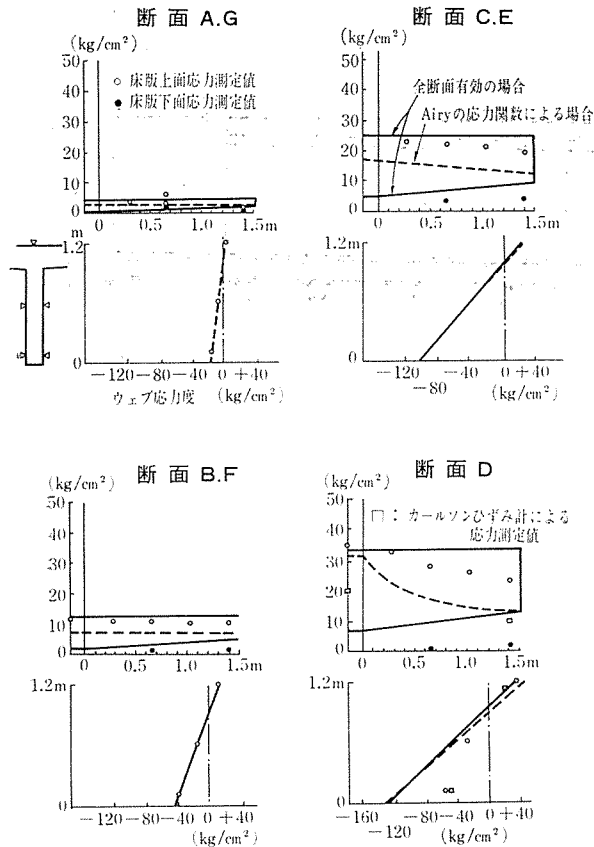 断面 A.G
(kg/cm²)
50
40
30
20
10
0
○ 床版上面応力測定値
● 床版下面応力測定値
0 0.5 1.0 1.5m
m
1.2
0
-120-80-40 0 +40
ウェブ応力度 (kg/cm²)
断面 C.E
(kg/cm²)
50
40
30
20
10
0
全断面有効の場合
Airyの応力関数による場合
0 0.5 1.0 1.5m
1.2m
0
-120 -40 0 +40
-80 (kg/cm²)
断面 B.F
(kg/cm²)
50
40
30
20
10
0
0 0.5 1.0 1.5m
1.2m
0
-120-80-40 0 +40
(kg/cm²)
断面 D
(kg/cm²)
50
40
30
20
10
0
□：カールソンひずみ計による
応力測定値
0 0.5 1.0 1.5m
1.2m
0
-160 -80-40 0 +40
-120 (kg/cm²)